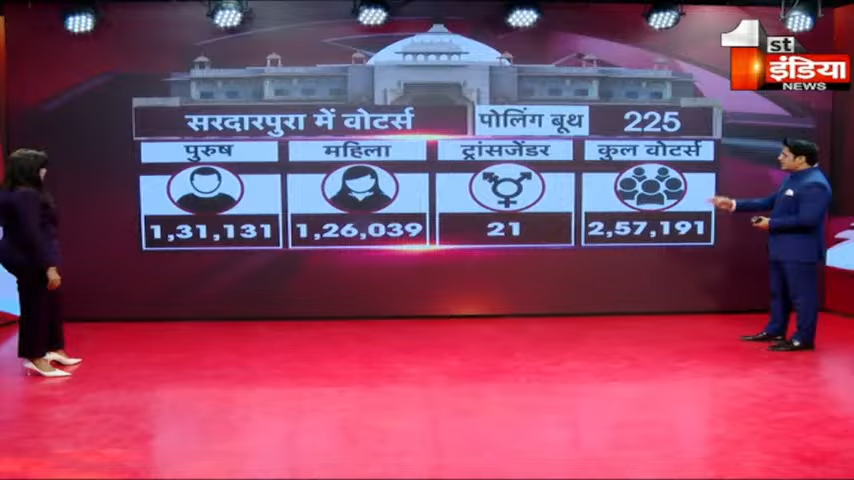 1st
इंडिया
NEWS
सरदारपुरा में वोटर्स पोलिंग बूथ 225
पुरुष महिला ट्रांसजेंडर कुल वोटर्स
1,31,131 1,26,039 21 2,57,191